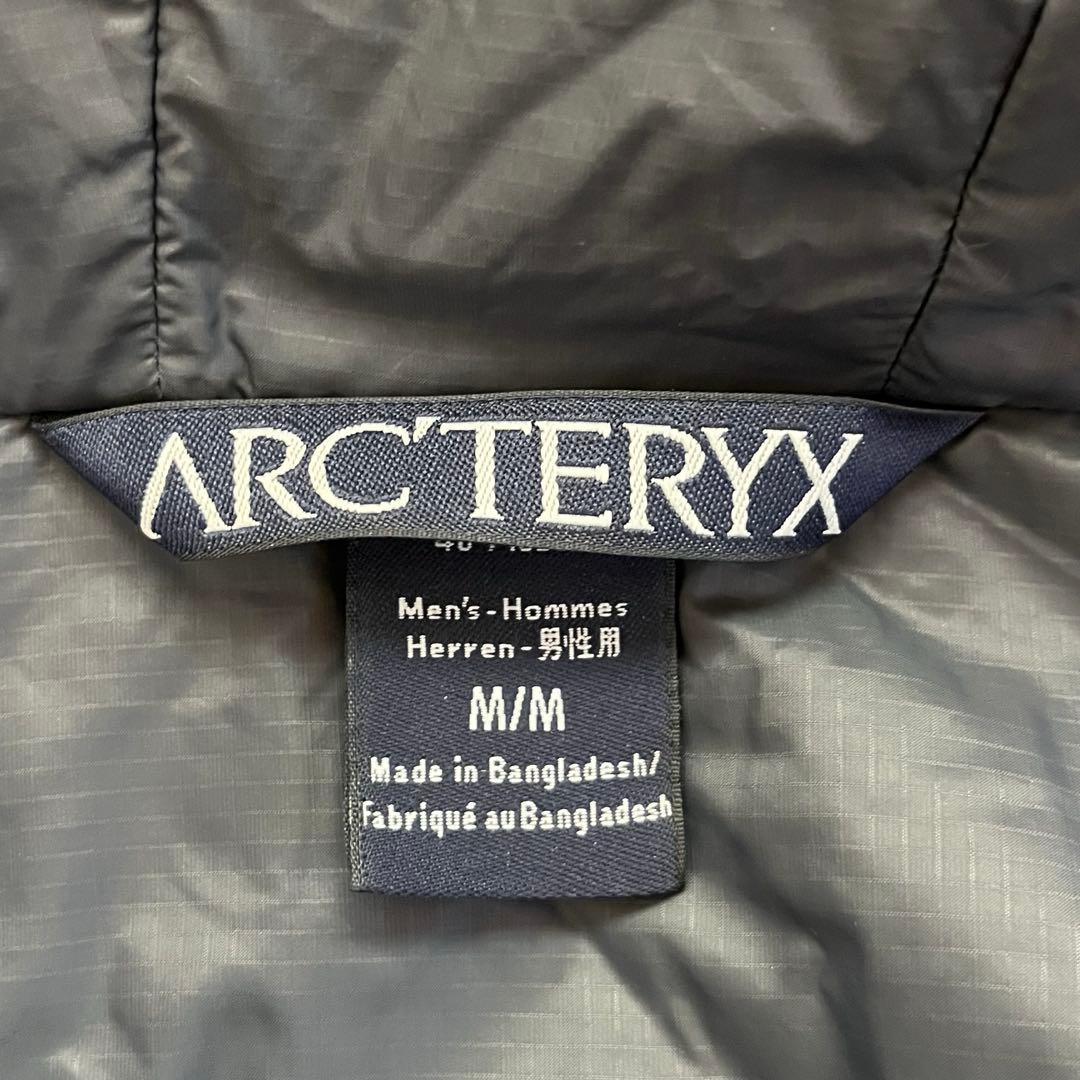 ARC'TERYX
Men's - Hommes
Herren - 男性用
M/M
Made in Bangladesh/
Fabriqué au Bangladesh